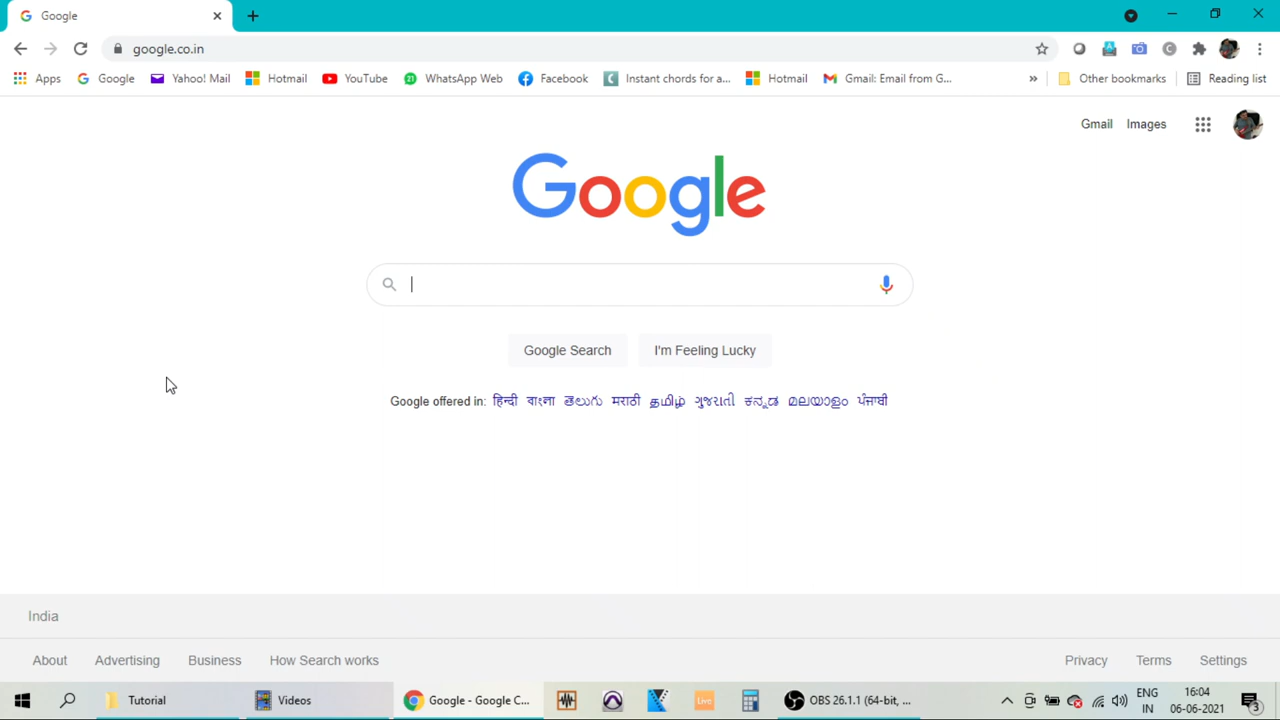 Google
google.co.in
Apps Google Yahoo! Mail Hotmail YouTube WhatsApp Web Facebook Instant chords for a... Hotmail Gmail: Email from G... » Other bookmarks Reading list
Gmail Images
Google
Google Search I'm Feeling Lucky
Google offered in: हिन्दी বাংলা తెలుగు मराठी தமிழ் ગુજરાતી ಕನ್ನಡ മലയാളം ਪੰਜਾਬੀ
India
About Advertising Business How Search works Privacy Terms Settings
Tutorial Videos Google - Google C... Live OBS 26.1.1 (64-bit, ... ENG 16:04
IN 06-06-2021 3